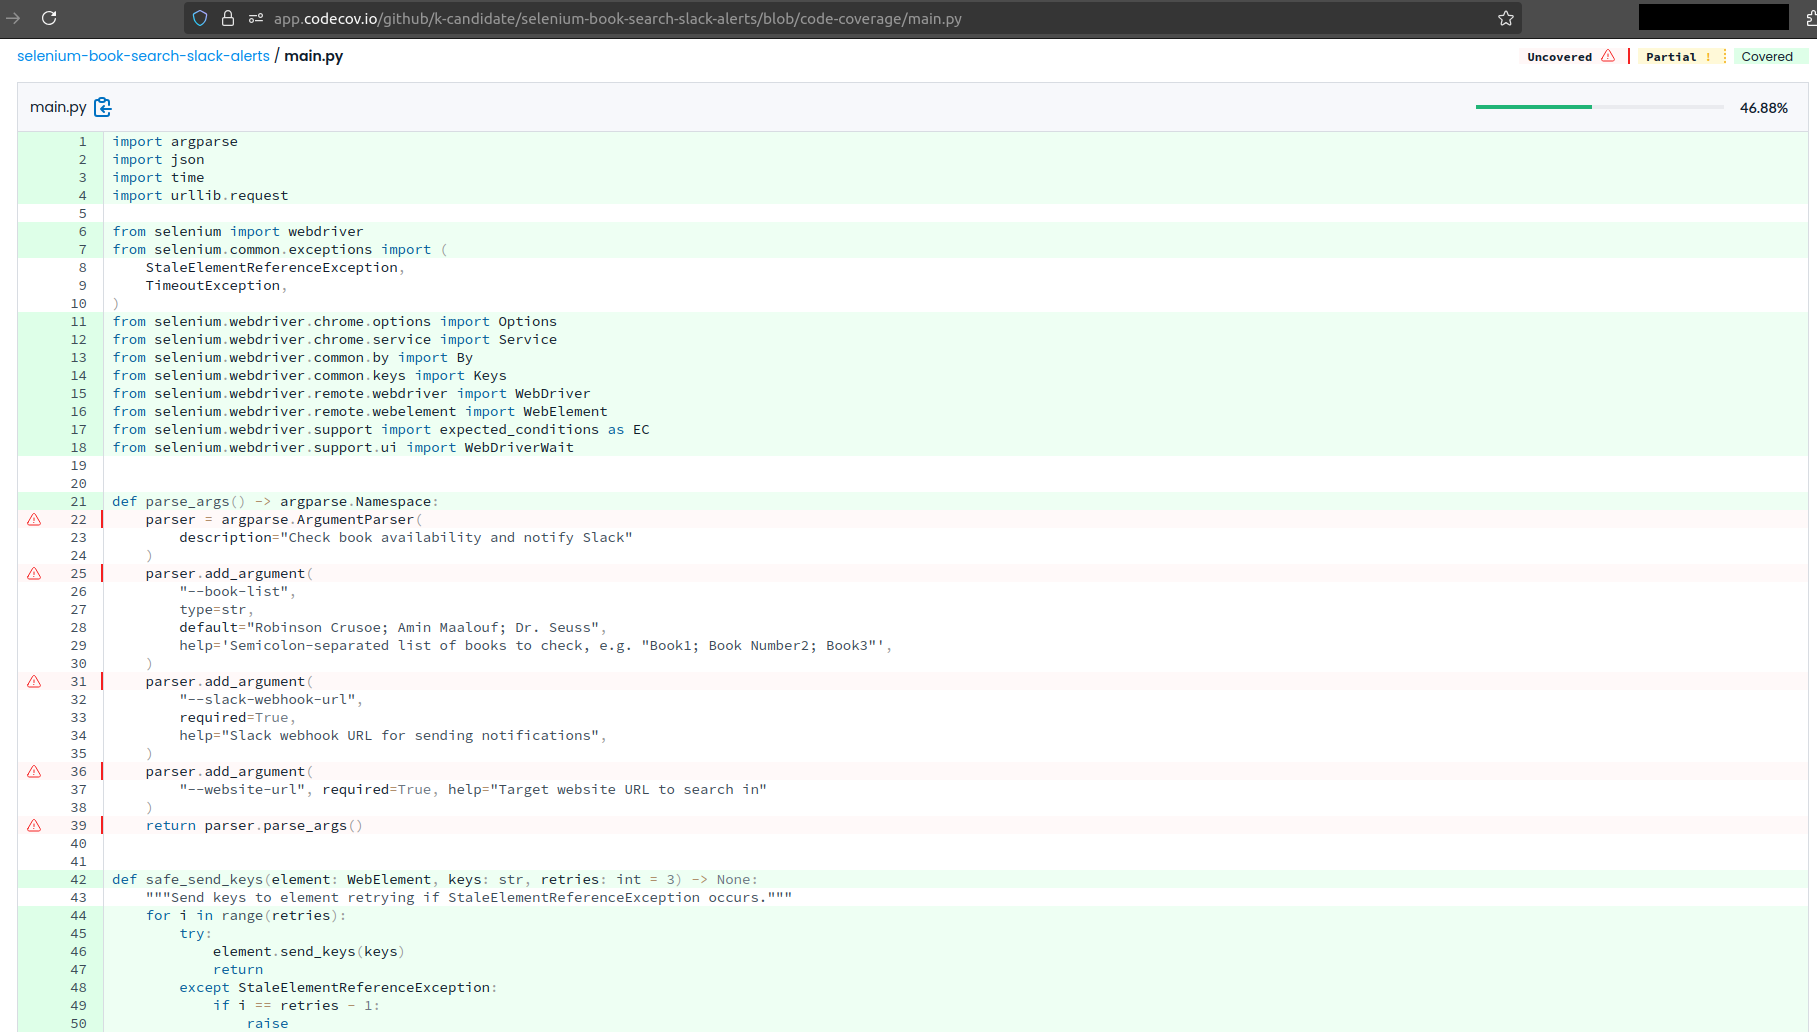 app.codecov.io/github/k-candidate/selenium-book-search-slack-alerts/blob/code-coverage/main.py
selenium-book-search-slack-alerts / main.py
Uncovered Partial ! Covered
main.py 46.88%
1 import argparse
2 import json
3 import time
4 import urllib.request
5
6 from selenium import webdriver
7 from selenium.common.exceptions import (
8     StaleElementReferenceException,
9     TimeoutException,
10 )
11 from selenium.webdriver.chrome.options import Options
12 from selenium.webdriver.chrome.service import Service
13 from selenium.webdriver.common.by import By
14 from selenium.webdriver.common.keys import Keys
15 from selenium.webdriver.remote.webdriver import WebDriver
16 from selenium.webdriver.remote.webelement import WebElement
17 from selenium.webdriver.support import expected_conditions as EC
18 from selenium.webdriver.support.ui import WebDriverWait
19
20
21 def parse_args() -> argparse.Namespace:
22     parser = argparse.ArgumentParser(
23         description="Check book availability and notify Slack"
24     )
25     parser.add_argument(
26         "--book-list",
27         type=str,
28         default="Robinson Crusoe; Amin Maalouf; Dr. Seuss",
29         help='Semicolon-separated list of books to check, e.g. "Book1; Book Number2; Book3"',
30     )
31     parser.add_argument(
32         "--slack-webhook-url",
33         required=True,
34         help="Slack webhook URL for sending notifications",
35     )
36     parser.add_argument(
37         "--website-url", required=True, help="Target website URL to search in"
38     )
39     return parser.parse_args()
40
41
42 def safe_send_keys(element: WebElement, keys: str, retries: int = 3) -> None:
43     """Send keys to element retrying if StaleElementReferenceException occurs."""
44     for i in range(retries):
45         try:
46             element.send_keys(keys)
47             return
48         except StaleElementReferenceException:
49             if i == retries - 1:
50                 raise